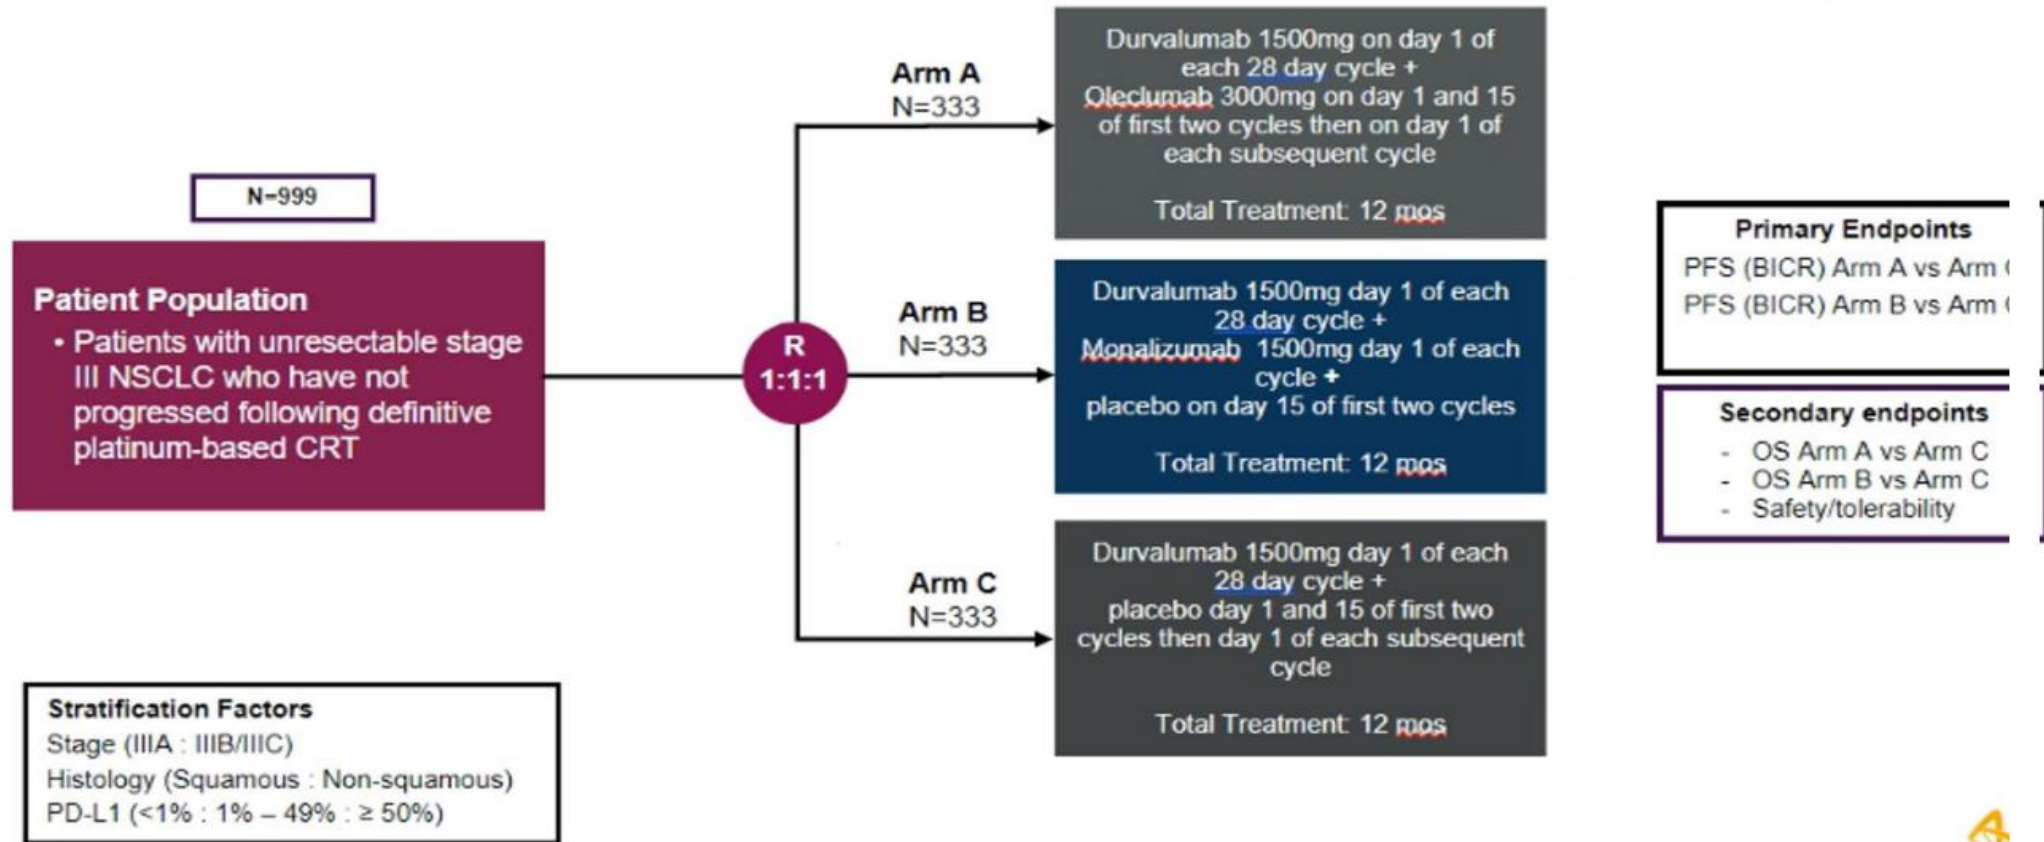 N=999
Patient Population
• Patients with unresectable stage
III NSCLC who have not
progressed following definitive
platinum-based CRT
Stratification Factors
Stage (IIIA : IIIB/IIIC)
Histology (Squamous : Non-squamous)
PD-L1 (<1% : 1% – 49% : ≥ 50%)
R
1:1:1
Arm A
N=333
Durvalumab 1500mg on day 1 of
each 28 day cycle +
Oleclumab 3000mg on day 1 and 15
of first two cycles then on day 1 of
each subsequent cycle
Total Treatment: 12 mos
Arm B
N=333
Durvalumab 1500mg day 1 of each
28 day cycle +
Monalizumab 1500mg day 1 of each
cycle +
placebo on day 15 of first two cycles
Total Treatment: 12 mos
Arm C
N=333
Durvalumab 1500mg day 1 of each
28 day cycle +
placebo day 1 and 15 of first two
cycles then day 1 of each subsequent
cycle
Total Treatment: 12 mos
Primary Endpoints
PFS (BICR) Arm A vs Arm
PFS (BICR) Arm B vs Arm
Secondary endpoints
- OS Arm A vs Arm C
- OS Arm B vs Arm C
- Safety/tolerability